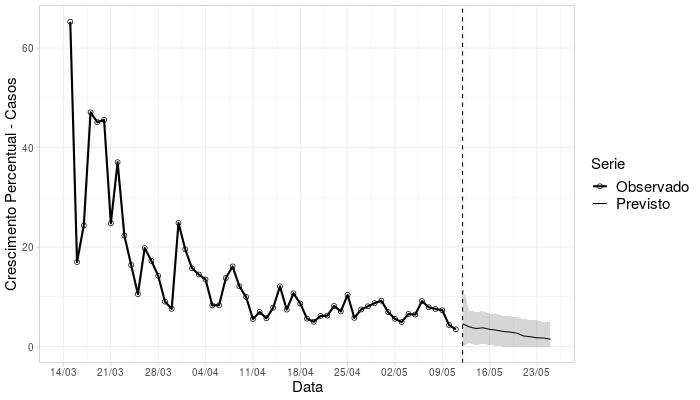 Crescimento Percentual - Casos
60
40
20
0
14/03 21/03 28/03 04/04 11/04 18/04 25/04 02/05 09/05 16/05 23/05
Data
Serie
Observado
Previsto